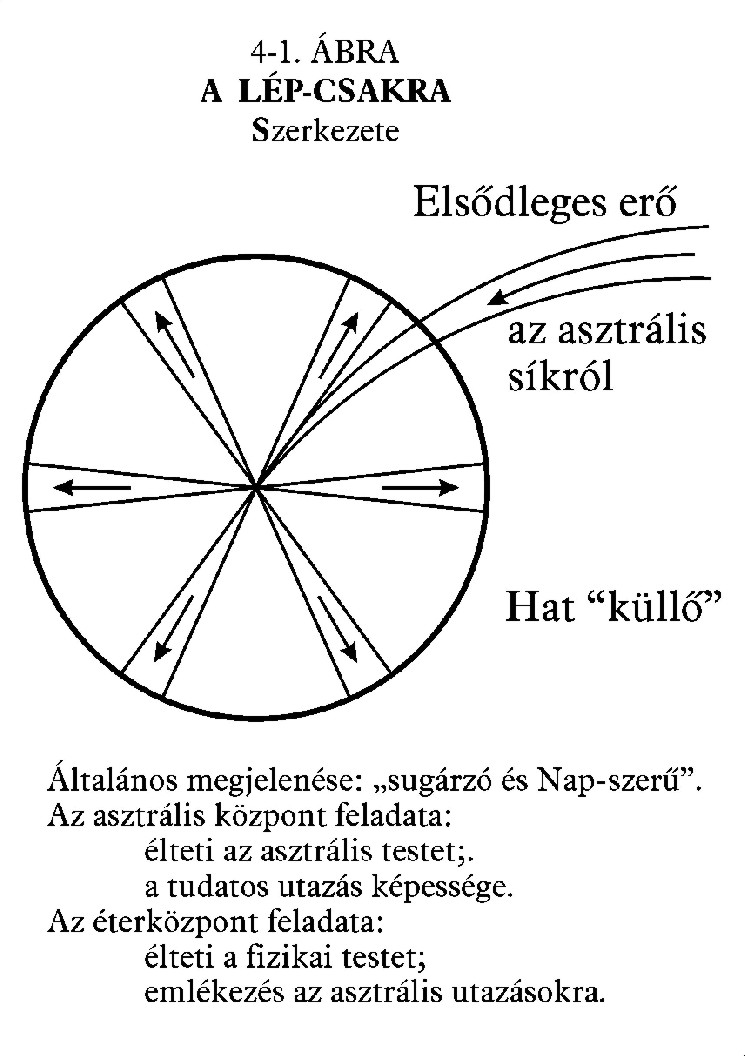 4-1. ÁBRA
A LÉP-CSAKRA
Szerkezete
Elsődleges erő
az asztrális
síkról
Hat “küllő”
Általános megjelenése: „sugárzó és Nap-szerű”.
Az asztrális központ feladata:
élteti az asztrális testet;.
a tudatos utazás képessége.
Az éterközpont feladata:
élteti a fizikai testet;
emlékezés az asztrális utazásokra.